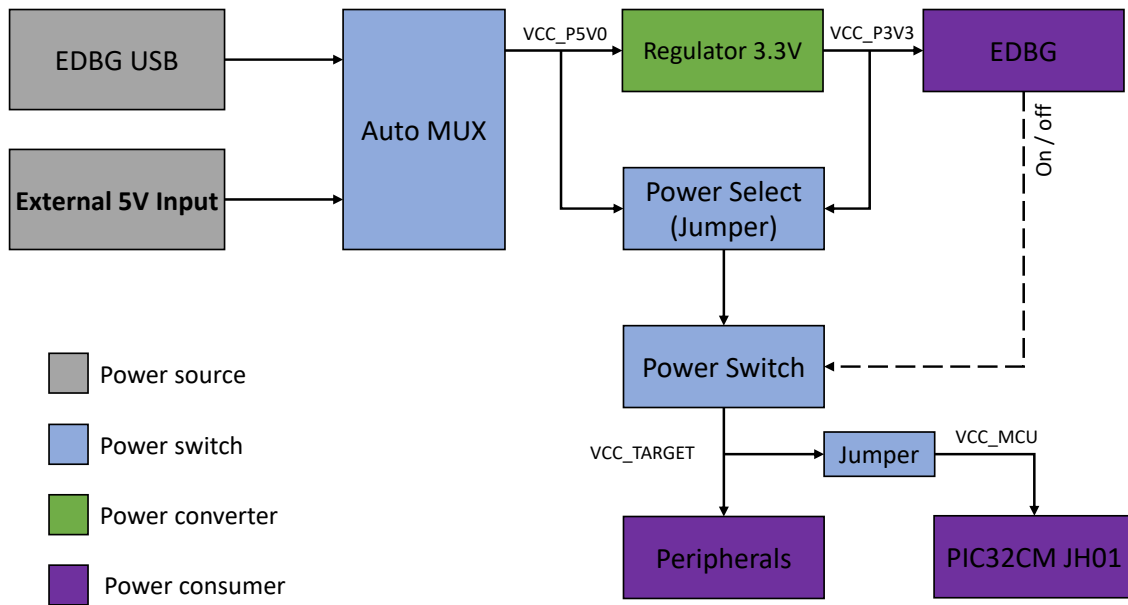 EDBG USB
External 5V Input
Auto MUX
VCC_P5V0
Regulator 3.3V
VCC_P3V3
EDBG
On / off
Power Select
(Jumper)
Power Switch
VCC_TARGET
Jumper
VCC_MCU
Peripherals
PIC32CM JH01
Power source
Power switch
Power converter
Power consumer